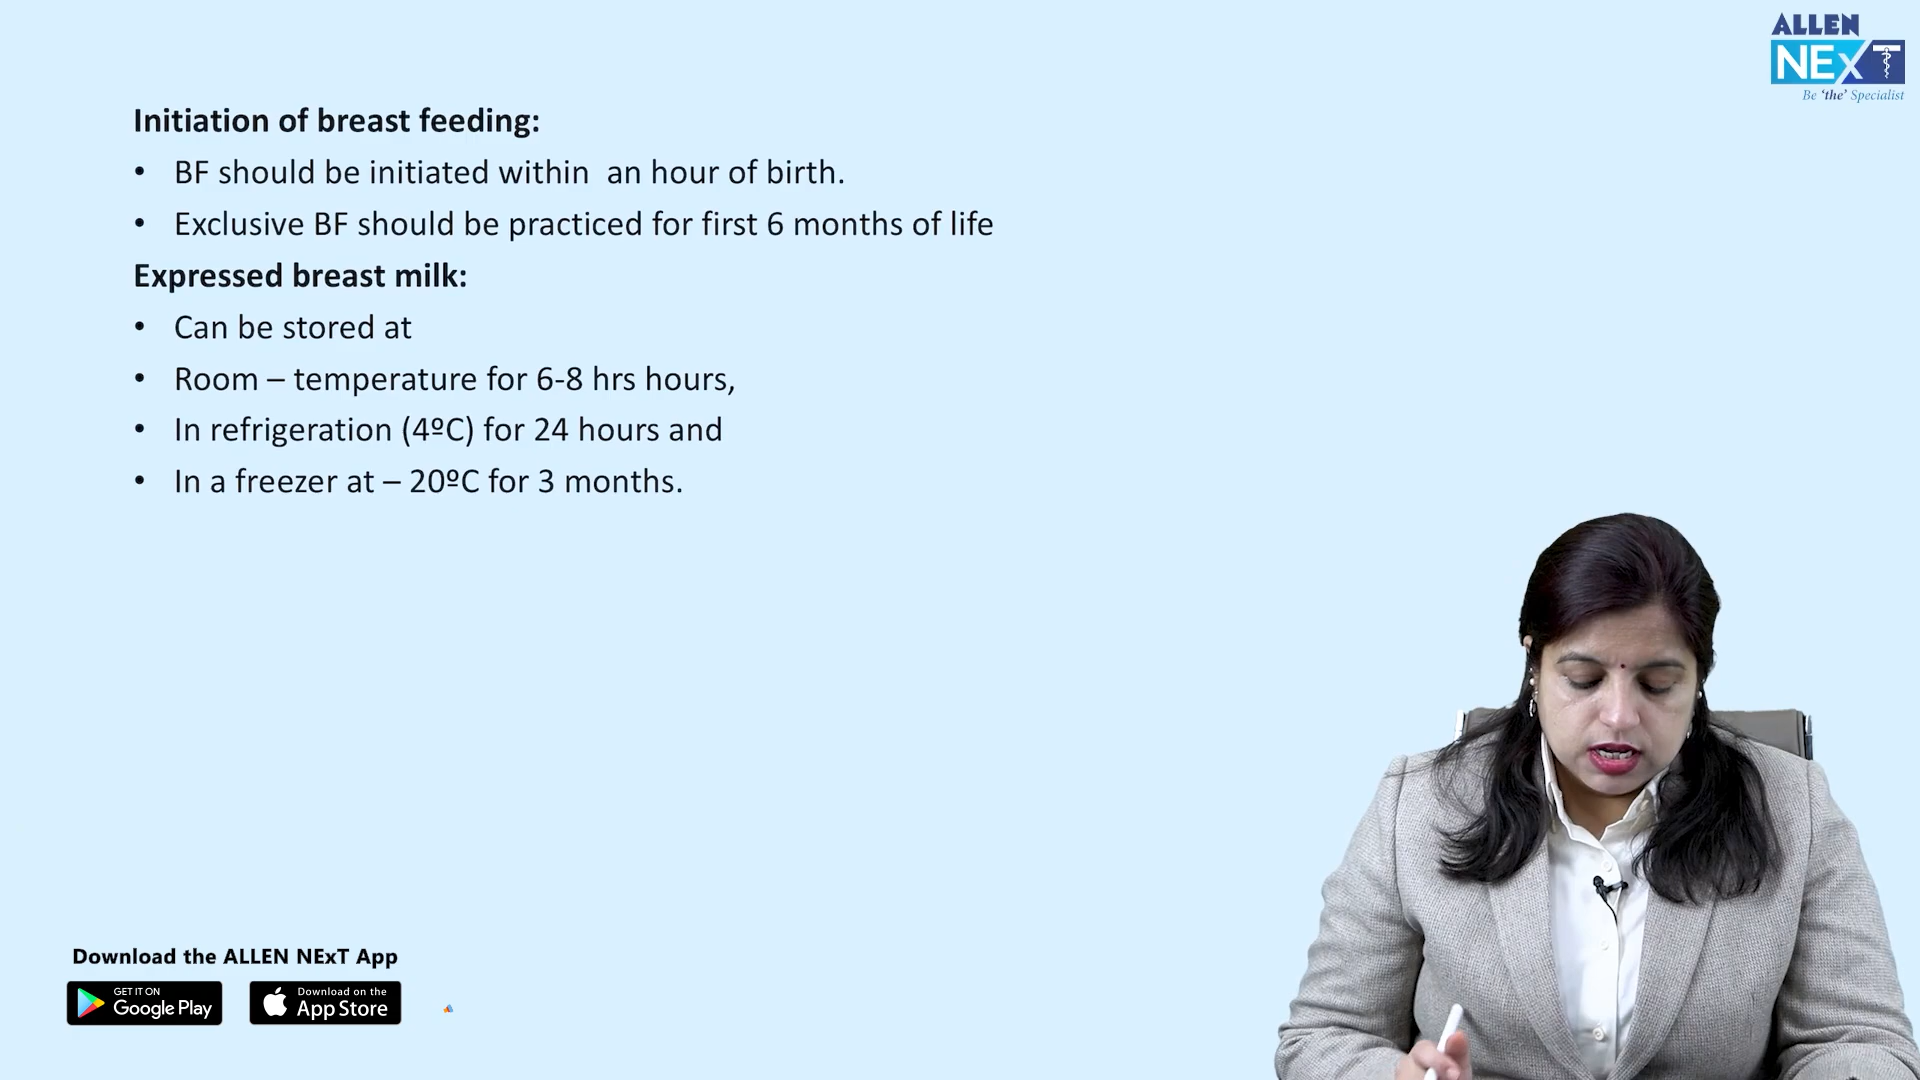 ALLEN
NExT
Be 'the' Specialist
Initiation of breast feeding:
• BF should be initiated within  an hour of birth.
• Exclusive BF should be practiced for first 6 months of life
Expressed breast milk:
• Can be stored at
• Room – temperature for 6-8 hrs hours,
• In refrigeration (4ºC) for 24 hours and
• In a freezer at – 20ºC for 3 months.
Download the ALLEN NExT App
GET IT ON
Google Play
Download on the
App Store